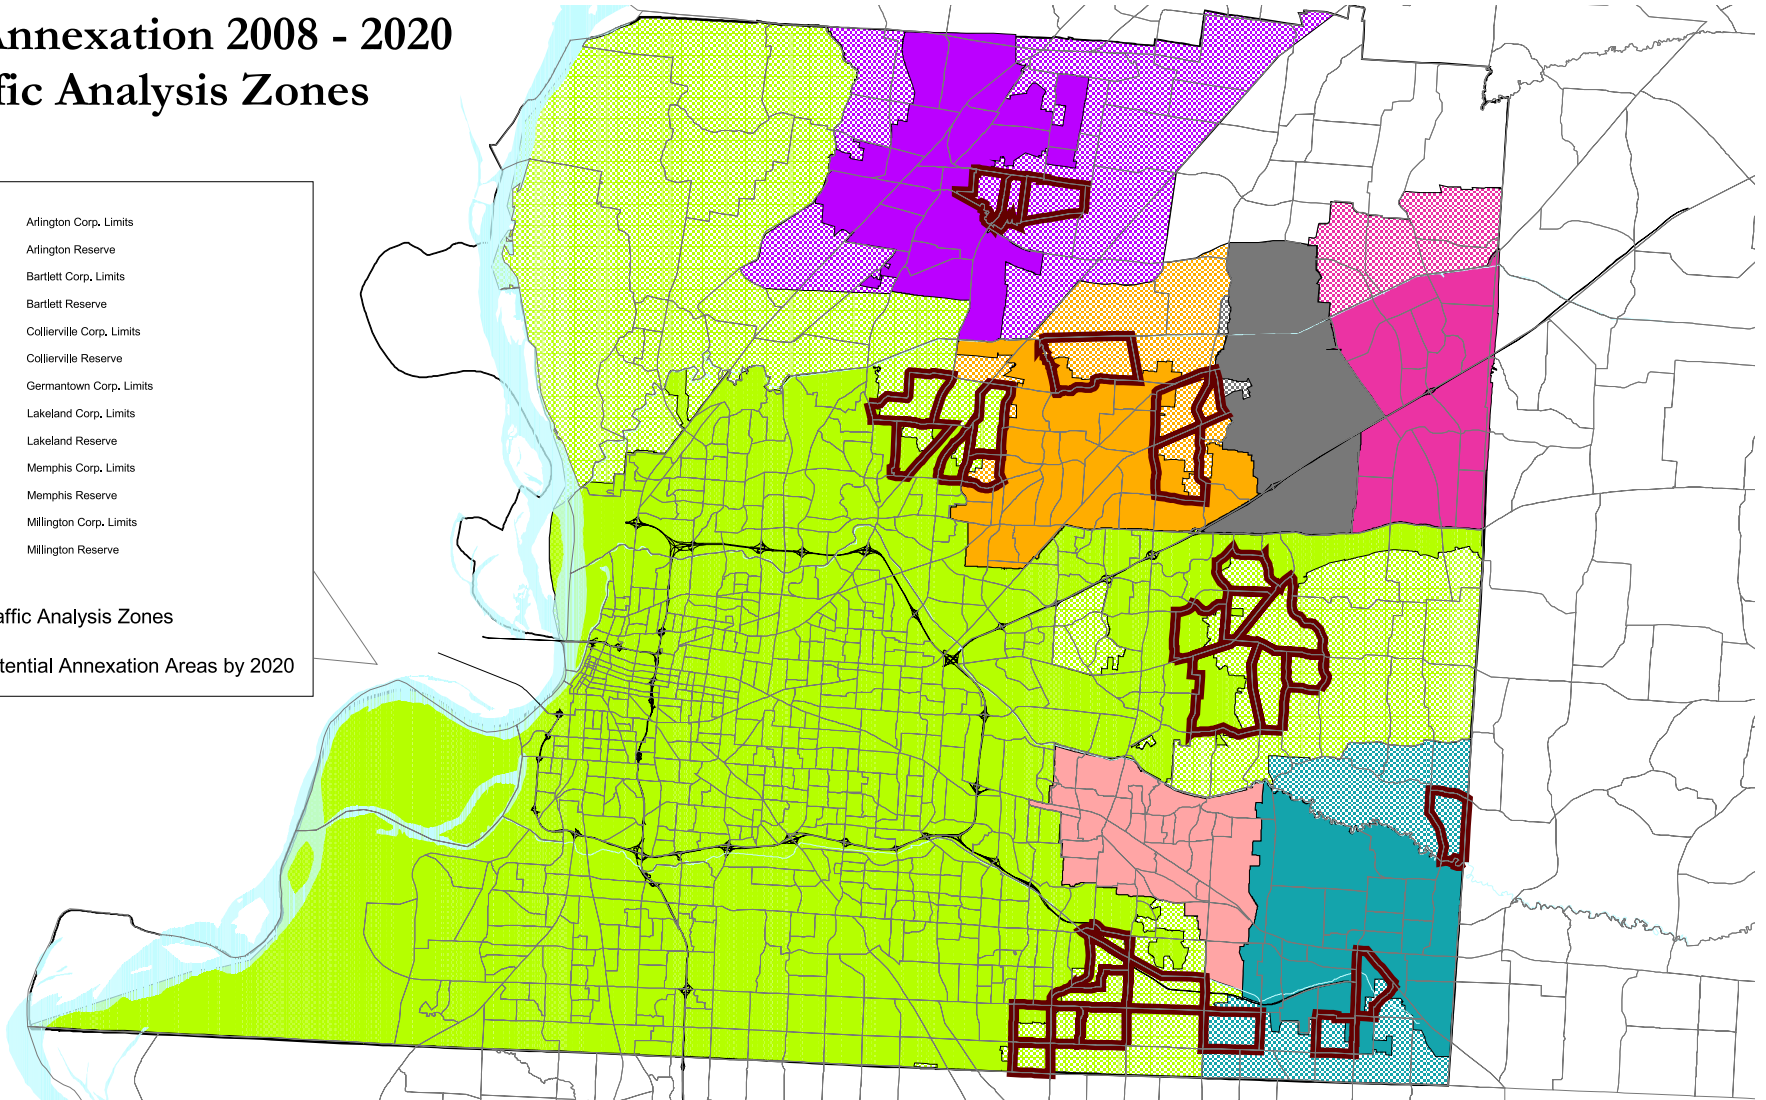 Annexation 2008 - 2020
fic Analysis Zones
Arlington Corp. Limits
Arlington Reserve
Bartlett Corp. Limits
Bartlett Reserve
Collierville Corp. Limits
Collierville Reserve
Germantown Corp. Limits
Lakeland Corp. Limits
Lakeland Reserve
Memphis Corp. Limits
Memphis Reserve
Millington Corp. Limits
Millington Reserve
affic Analysis Zones
tential Annexation Areas by 2020